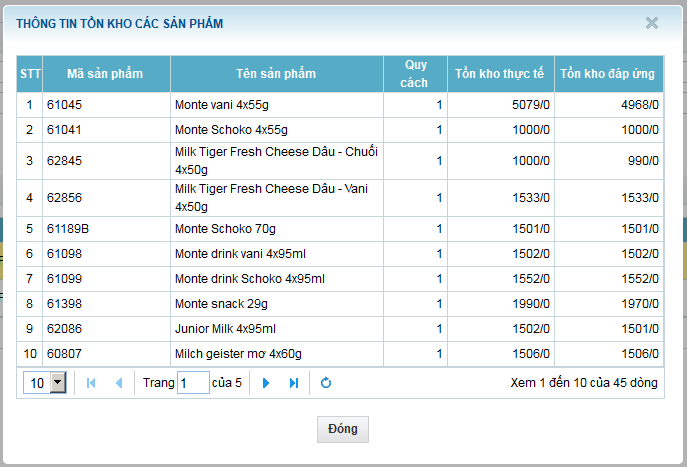 THÔNG TIN TỒN KHO CÁC SẢN PHẨM
STT Mã sản phẩm Tên sản phẩm Quy cách Tồn kho thực tế Tồn kho đáp ứng
1 61045 Monte vani 4x55g 1 5079/0 4968/0
2 61041 Monte Schoko 4x55g 1 1000/0 1000/0
3 62845 Milk Tiger Fresh Cheese Dâu - Chuối 4x50g 1 1000/0 990/0
4 62856 Milk Tiger Fresh Cheese Dâu - Vani 4x50g 1 1533/0 1533/0
5 61189B Monte Schoko 70g 1 1501/0 1501/0
6 61098 Monte drink vani 4x95ml 1 1502/0 1502/0
7 61099 Monte drink Schoko 4x95ml 1 1552/0 1552/0
8 61398 Monte snack 29g 1 1990/0 1970/0
9 62086 Junior Milk 4x95ml 1 1502/0 1501/0
10 60807 Milch geister mơ 4x60g 1 1506/0 1506/0
10 Trang 1 của 5 Xem 1 đến 10 của 45 dòng
Đóng